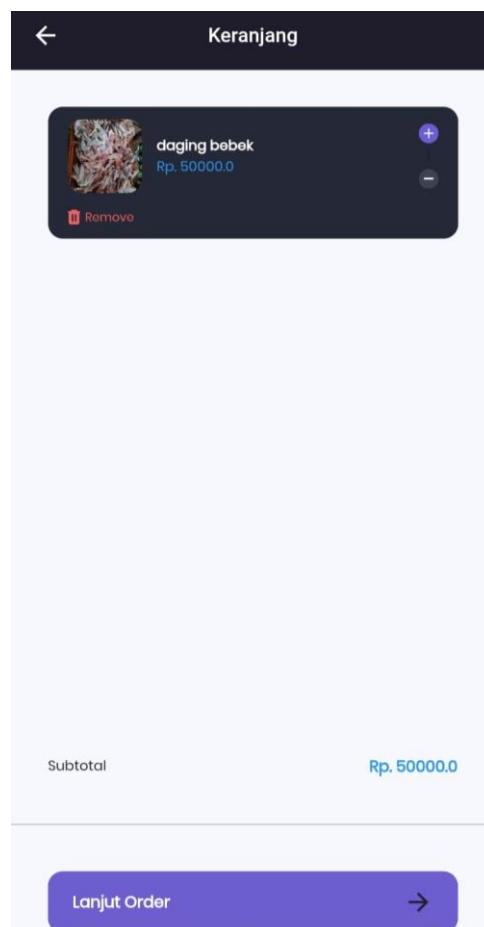 Keranjang
daging bebek
Rp. 50000.0
Remove
Subtotal
Rp. 50000.0
Lanjut Order